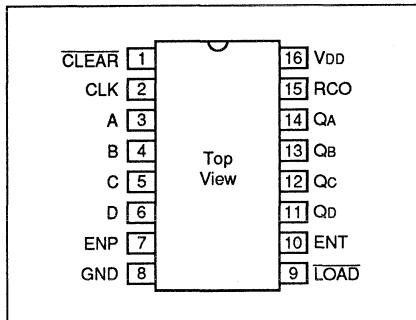 CLEAR 1 16 VDD
CLK 2 15 RCO
A 3 14 QA
B 4 13 QB
C 5 12 QC
D 6 11 QD
ENP 7 10 ENT
GND 8 9 LOAD
Top
View